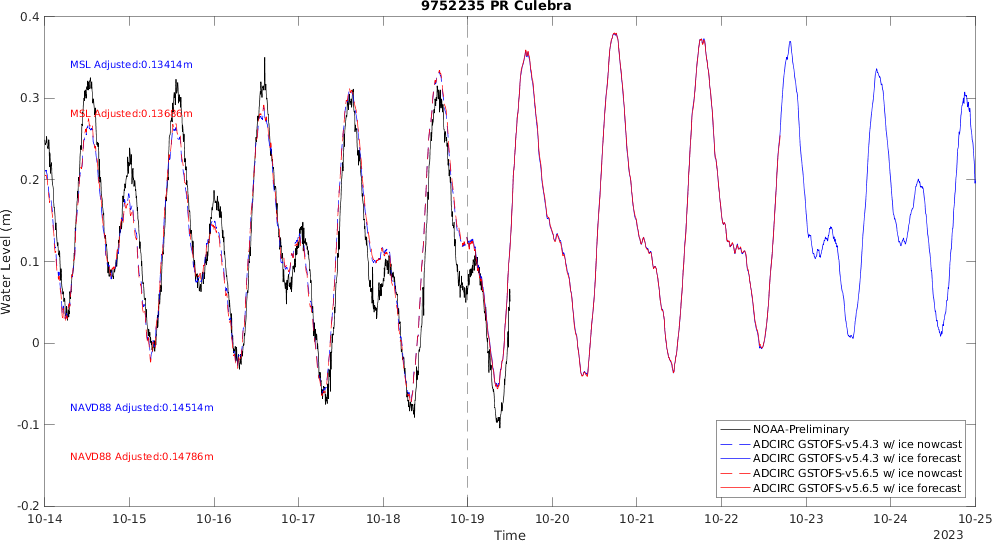 9752235 PR Culebra
0.4
MSL Adjusted:0.13414m
0.3
MSL Adjusted:0.13686m
0.2
Water Level (m)
0.1
0
NAVD88 Adjusted:0.14514m
-0.1
NOAA-Preliminary
ADCIRC GSTOFS-v5.4.3 w/ ice nowcast
NAVD88 Adjusted:0.14786m
ADCIRC GSTOFS-v5.4.3 w/ ice forecast
ADCIRC GSTOFS-v5.6.5 w/ ice nowcast
ADCIRC GSTOFS-v5.6.5 w/ ice forecast
-0.2
10-14 10-15 10-16 10-17 10-18 10-19 10-20 10-21 10-22 10-23 10-24 10-25
Time
2023